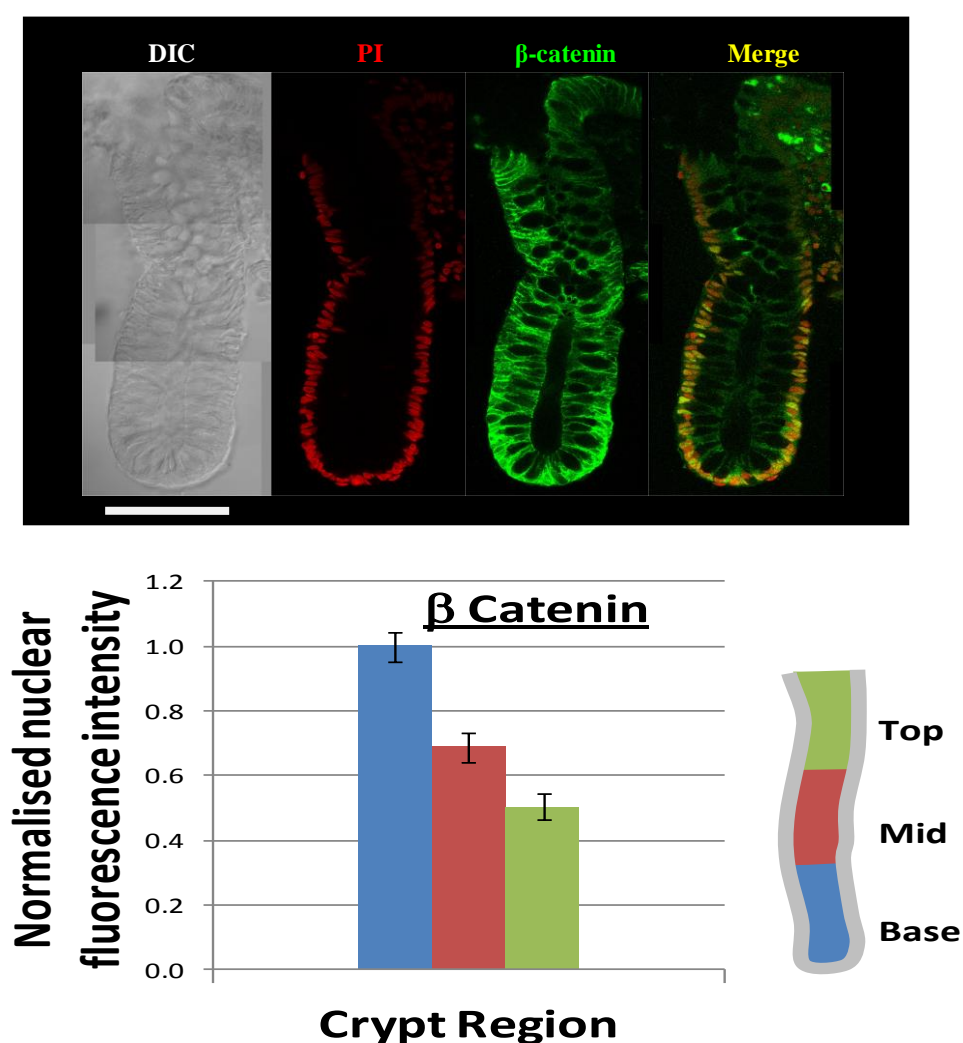 DIC PI β-catenin Merge
β Catenin
Normalised nuclear
fluorescence intensity
1.2
1.0
0.8
0.6
0.4
0.2
0.0
Crypt Region
Top
Mid
Base